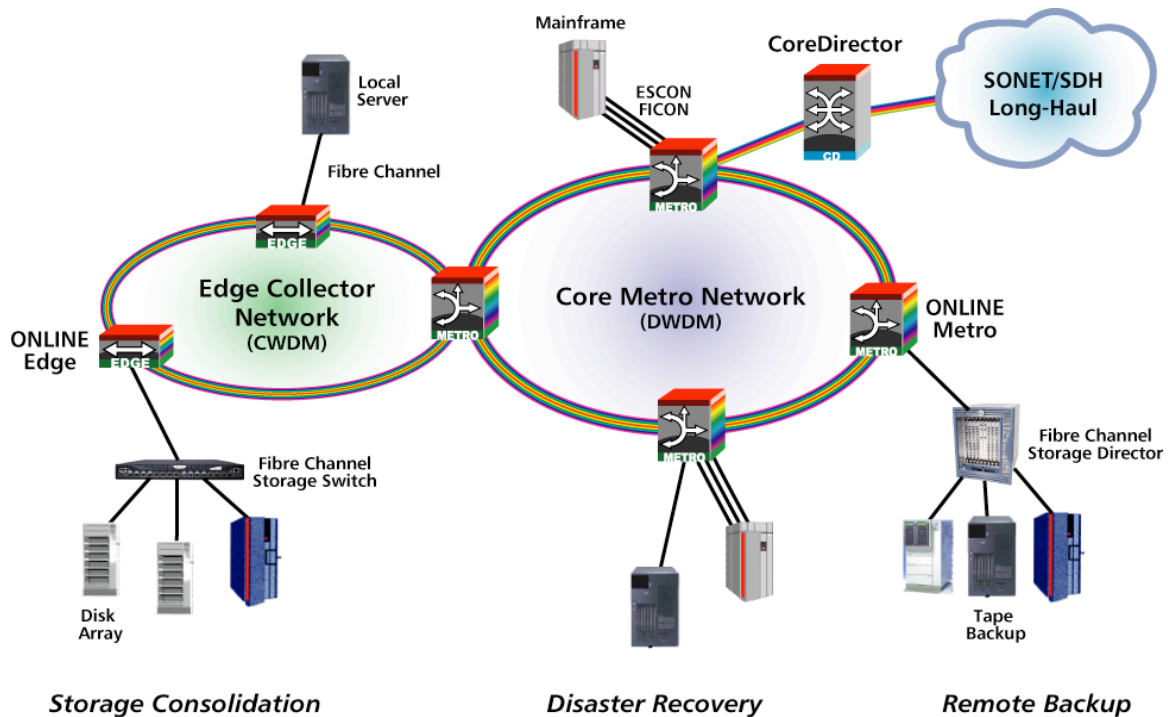 Mainframe
CoreDirector
SONET/SDH
Long-Haul
Local
Server
ESCON
FICON
CD
Fibre Channel
METRO
EDGE
Edge Collector
Network
(CWDM)
Core Metro Network
(DWDM)
METRO
ONLINE
Metro
METRO
ONLINE
Edge
EDGE
METRO
Fibre Channel
Storage Switch
Fibre Channel
Storage Director
Disk
Array
Tape
Backup
Storage Consolidation
Disaster Recovery
Remote Backup